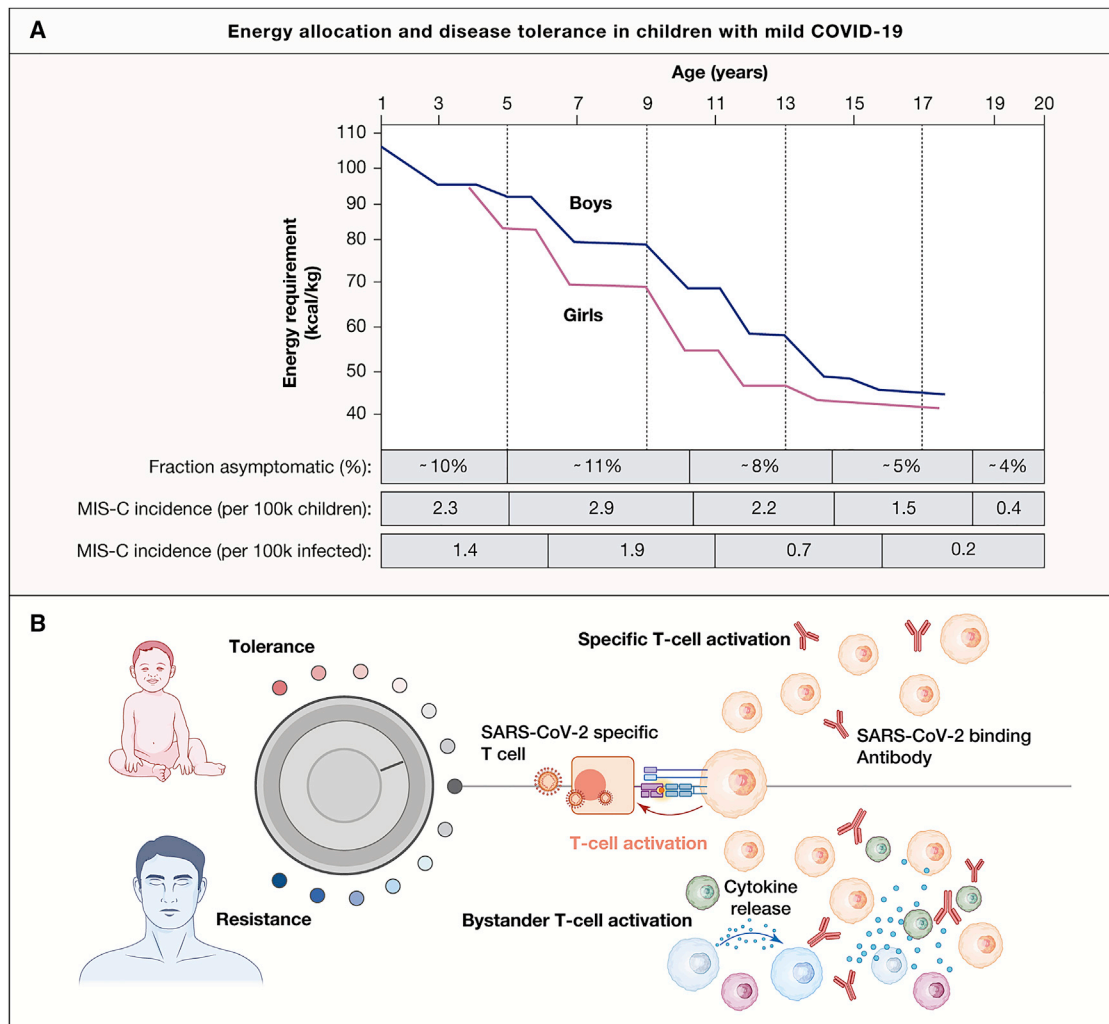 A
Energy allocation and disease tolerance in children with mild COVID-19
Age (years)
1 3 5 7 9 11 13 15 17 19 20
110
100
90
80
70
60
50
40
Energy requirement
(kcal/kg)
Boys
Girls
Fraction asymptomatic (%): ~10% ~11% ~8% ~5% ~4%
MIS-C incidence (per 100k children): 2.3 2.9 2.2 1.5 0.4
MIS-C incidence (per 100k infected): 1.4 1.9 0.7 0.2
B
Tolerance
Resistance
Specific T-cell activation
SARS-CoV-2 specific
T cell
SARS-CoV-2 binding
Antibody
T-cell activation
Bystander T-cell activation
Cytokine
release